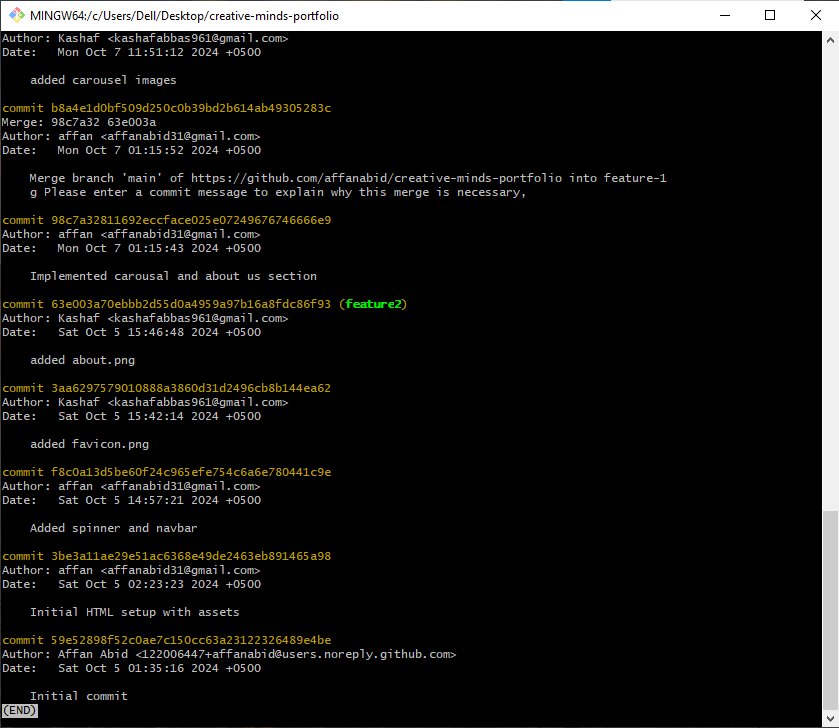 MINGW64:/c/Users/Dell/Desktop/creative-minds-portfolio
Author: Kashaf <kashafabbas961@gmail.com>
Date:   Mon Oct 7 11:51:12 2024 +0500
added carousel images
commit b8a4e1d0bf509d250c0b39bd2b614ab49305283c
Merge: 98c7a32 63e003a
Author: affan <affanabid31@gmail.com>
Date:   Mon Oct 7 01:15:52 2024 +0500
Merge branch 'main' of https://github.com/affanabid/creative-minds-portfolio into feature-1
g Please enter a commit message to explain why this merge is necessary,
commit 98c7a32811692eccface025e07249676746666e9
Author: affan <affanabid31@gmail.com>
Date:   Mon Oct 7 01:15:43 2024 +0500
Implemented carousal and about us section
commit 63e003a70ebbb2d55d0a4959a97b16a8fdc86f93 (feature2)
Author: Kashaf <kashafabbas961@gmail.com>
Date:   Sat Oct 5 15:46:48 2024 +0500
added about.png
commit 3aa6297579010888a3860d31d2496cb8b144ea62
Author: Kashaf <kashafabbas961@gmail.com>
Date:   Sat Oct 5 15:42:14 2024 +0500
added favicon.png
commit f8c0a13d5be60f24c965efe754c6a6e780441c9e
Author: affan <affanabid31@gmail.com>
Date:   Sat Oct 5 14:57:21 2024 +0500
Added spinner and navbar
commit 3be3a11ae29e51ac6368e49de2463eb891465a98
Author: affan <affanabid31@gmail.com>
Date:   Sat Oct 5 02:23:23 2024 +0500
Initial HTML setup with assets
commit 59e52898f52c0ae7c150cc63a23122326489e4be
Author: Affan Abid <122006447+affanabid@users.noreply.github.com>
Date:   Sat Oct 5 01:35:16 2024 +0500
Initial commit
(END)